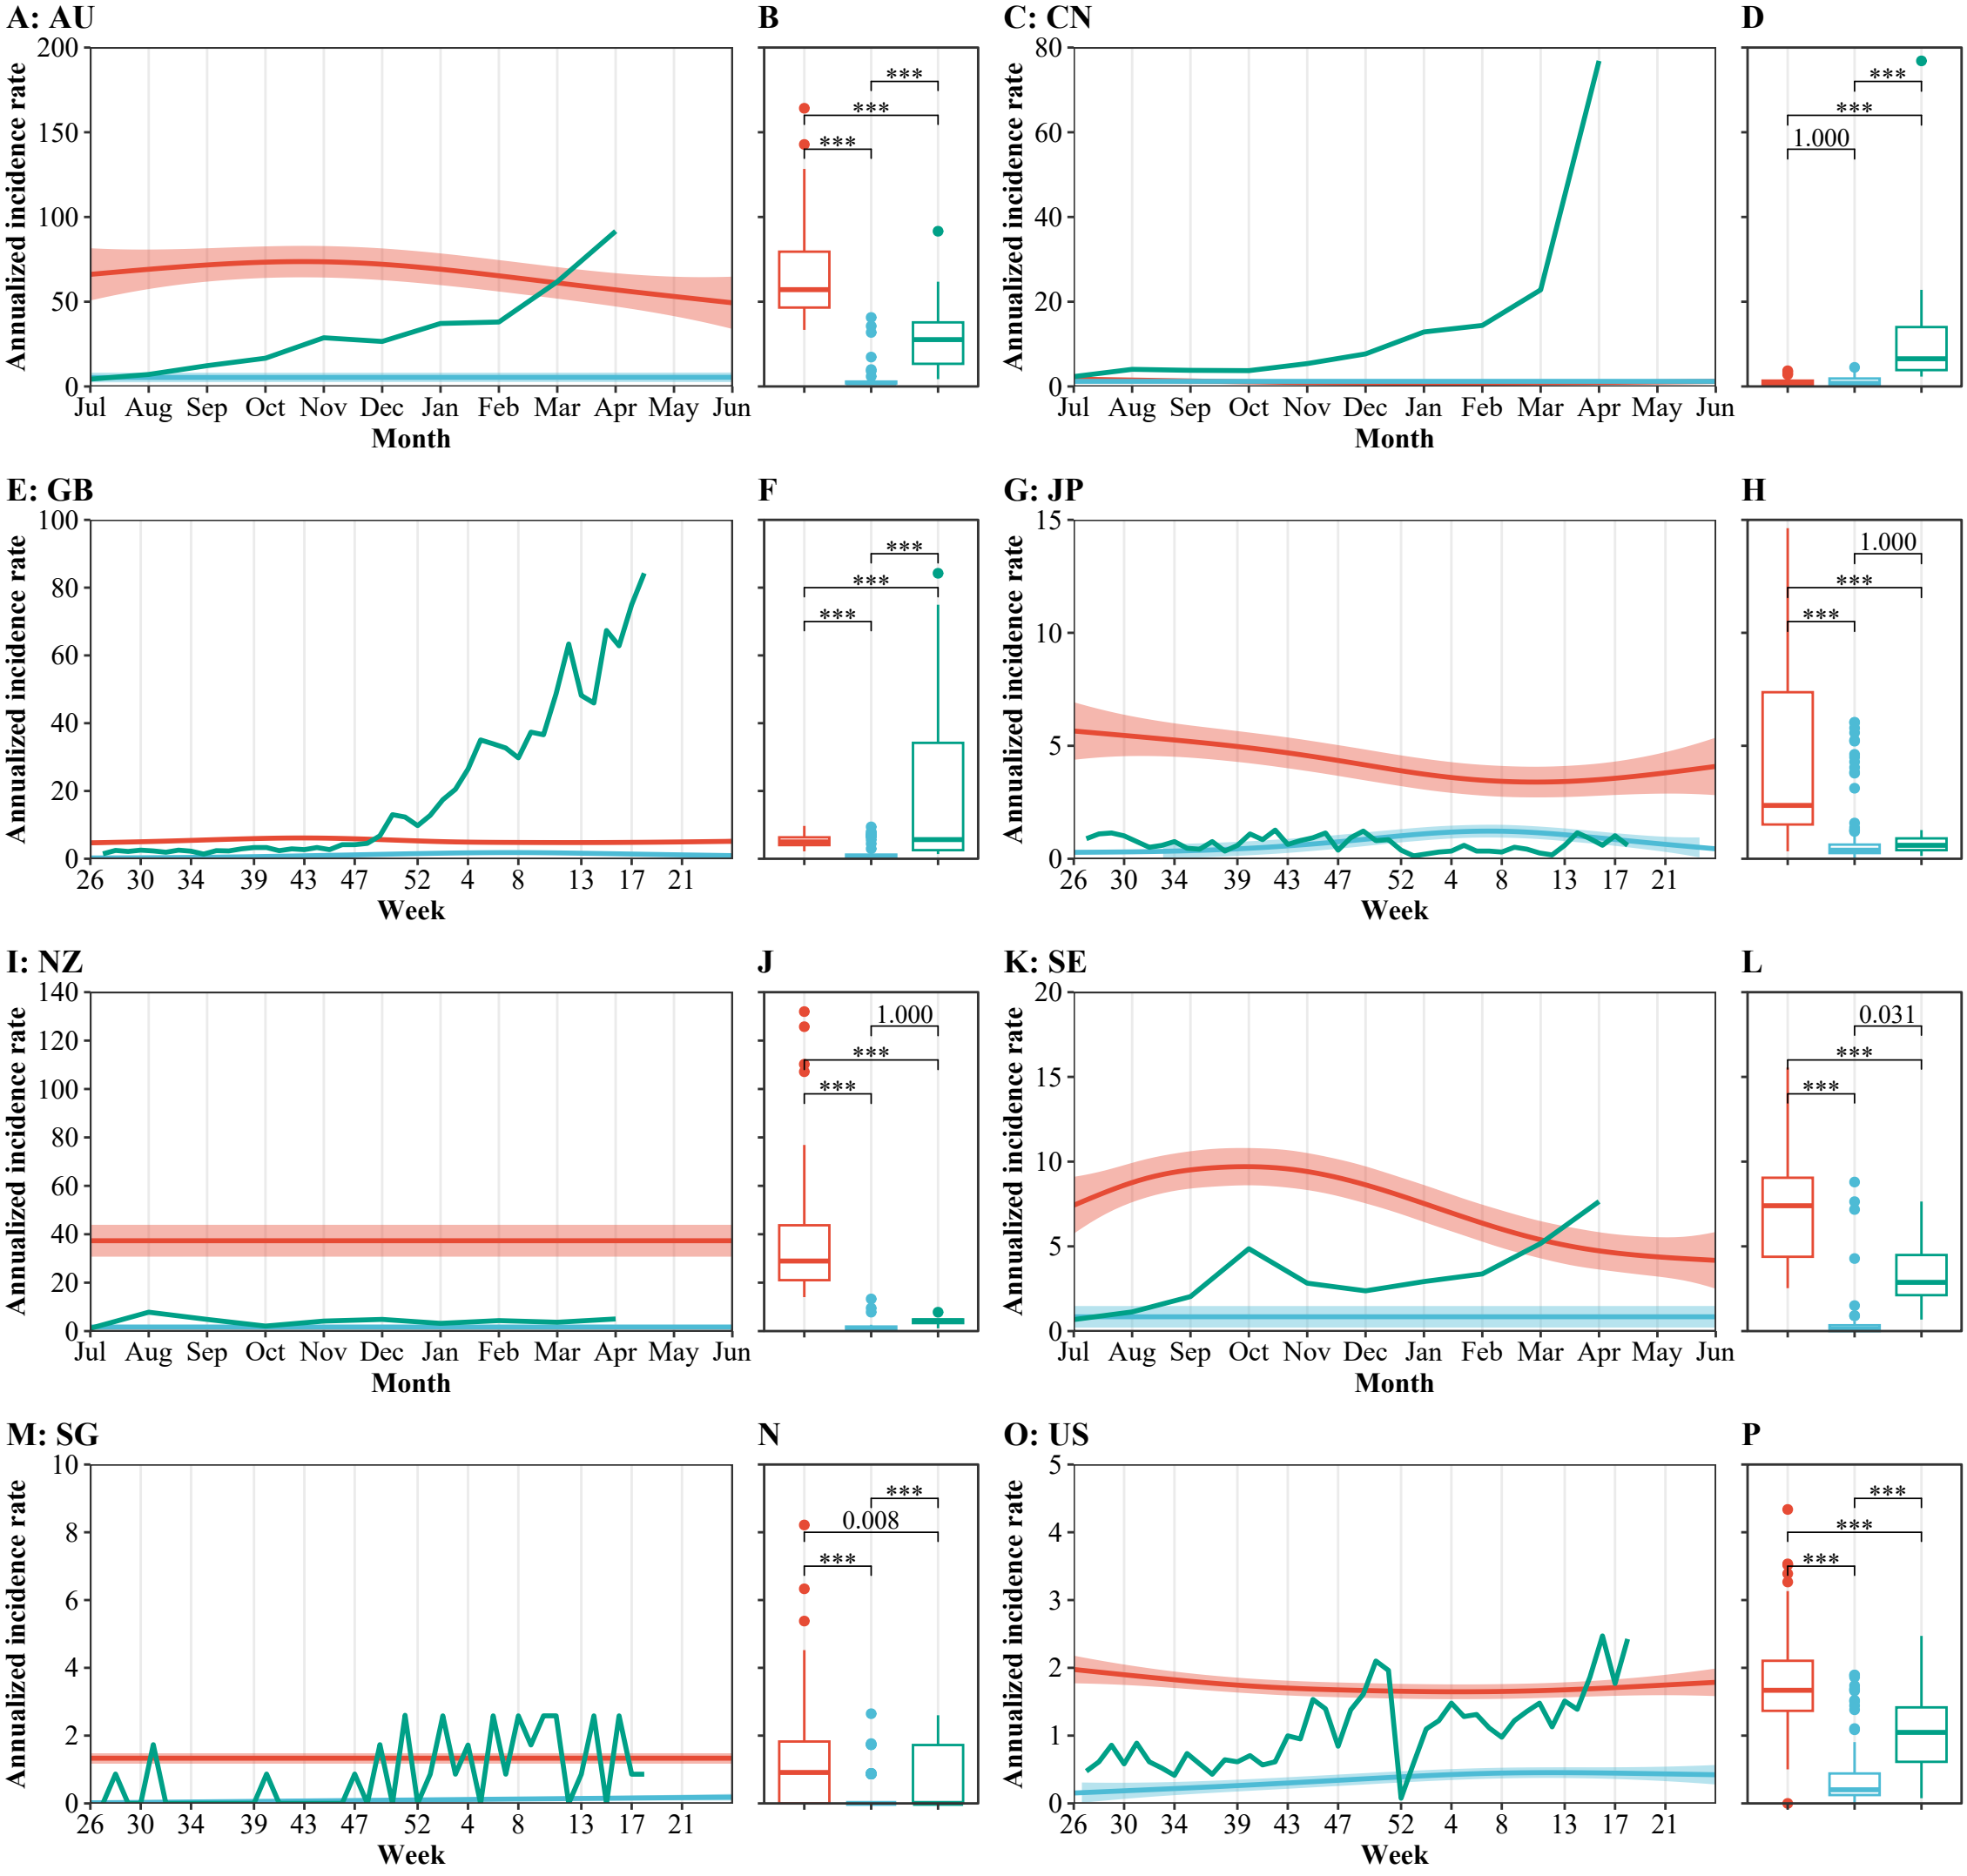 A: AU
Annualized incidence rate
200
150
100
50
0
Jul Aug Sep Oct Nov Dec Jan Feb Mar Apr May Jun
Month
B
***
***
***
C: CN
Annualized incidence rate
80
60
40
20
0
Jul Aug Sep Oct Nov Dec Jan Feb Mar Apr May Jun
Month
D
***
***
1.000
E: GB
Annualized incidence rate
100
80
60
40
20
0
26 30 34 39 43 47 52 4 8 13 17 21
Week
F
***
***
***
G: JP
Annualized incidence rate
15
10
5
0
26 30 34 39 43 47 52 4 8 13 17 21
Week
H
1.000
***
***
I: NZ
Annualized incidence rate
140
120
100
80
60
40
20
0
Jul Aug Sep Oct Nov Dec Jan Feb Mar Apr May Jun
Month
J
1.000
***
***
K: SE
Annualized incidence rate
20
15
10
5
0
Jul Aug Sep Oct Nov Dec Jan Feb Mar Apr May Jun
Month
L
0.031
***
***
M: SG
Annualized incidence rate
10
8
6
4
2
0
26 30 34 39 43 47 52 4 8 13 17 21
Week
N
***
0.008
***
O: US
Annualized incidence rate
5
4
3
2
1
0
26 30 34 39 43 47 52 4 8 13 17 21
Week
P
***
***
***